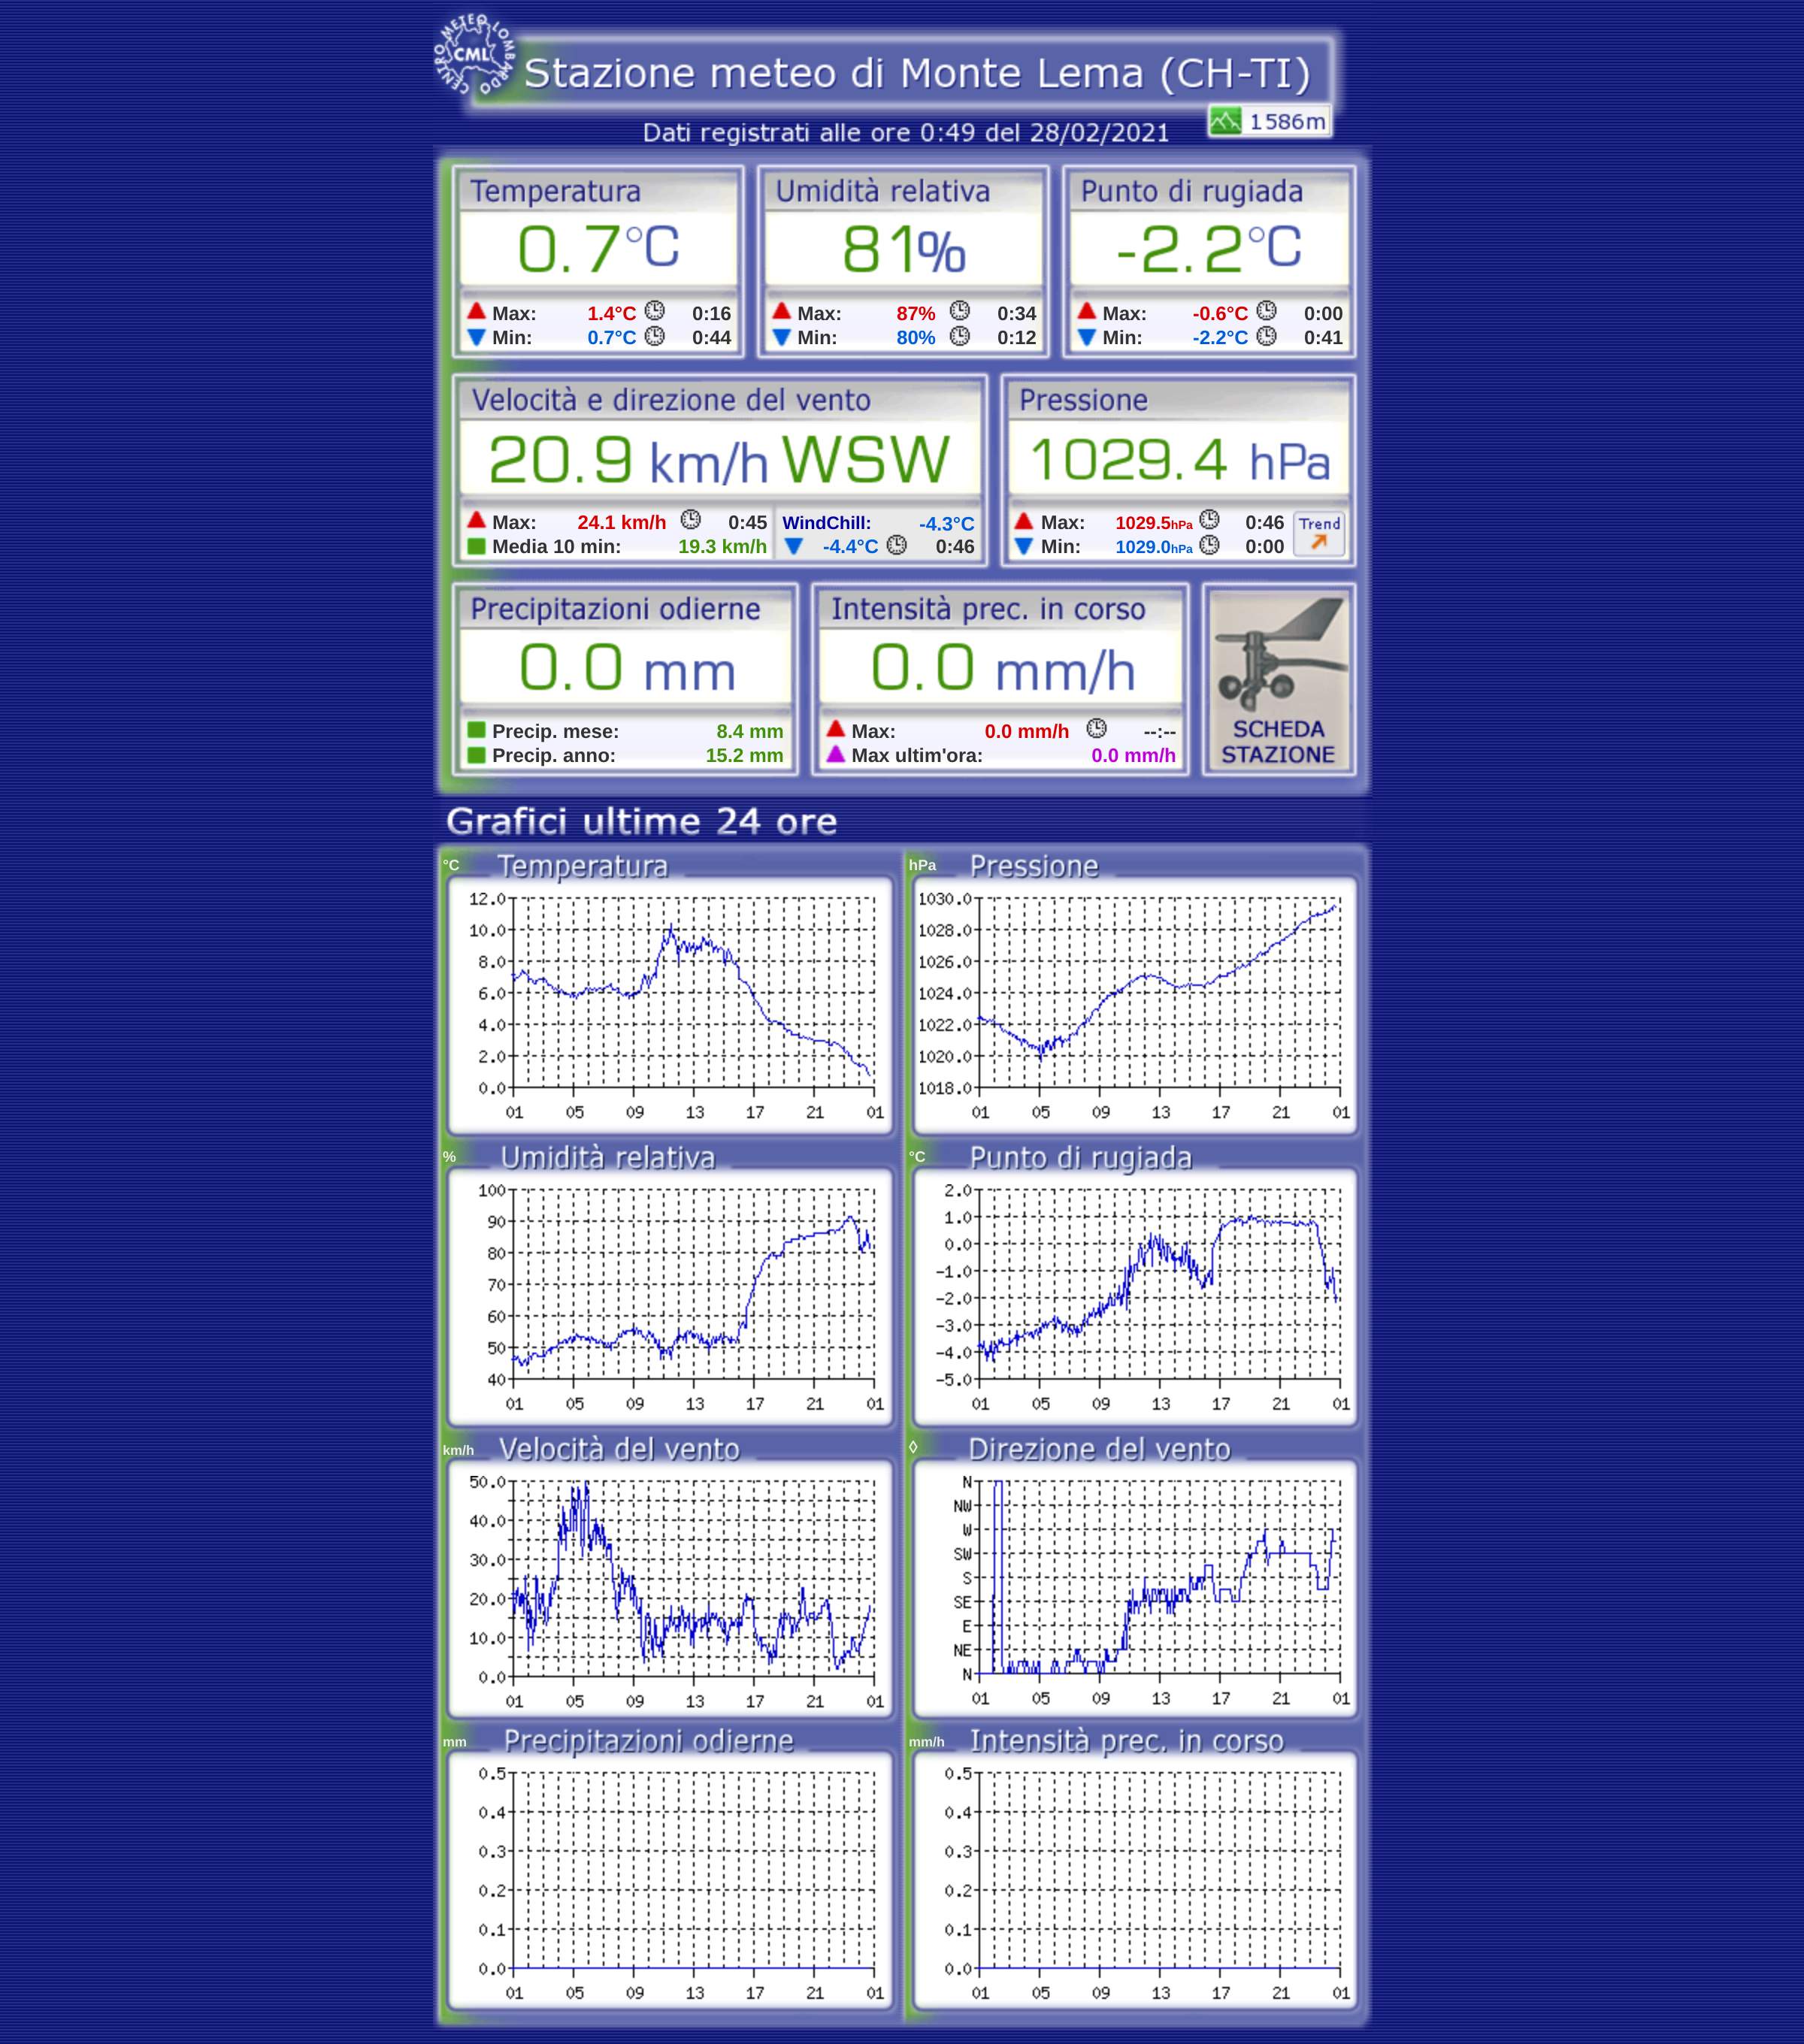 CENTRO METEO LOMBARDO
CML
Stazione meteo di Monte Lema (CH-TI)
1586m
Dati registrati alle ore 0:49 del 28/02/2021
Temperatura Umidità relativa Punto di rugiada
0.7°C 81% -2.2°C
Max: 1.4°C 0:16 Max: 87% 0:34 Max: -0.6°C 0:00
Min: 0.7°C 0:44 Min: 80% 0:12 Min: -2.2°C 0:41
Velocità e direzione del vento Pressione
20.9 km/h WSW 1029.4 hPa
Max: 24.1 km/h 0:45 WindChill: -4.3°C Max: 1029.5hPa 0:46 Trend
Media 10 min: 19.3 km/h -4.4°C 0:46 Min: 1029.0hPa 0:00
Precipitazioni odierne Intensità prec. in corso
0.0 mm 0.0 mm/h
Precip. mese: 8.4 mm Max: 0.0 mm/h --:-- SCHEDA
Precip. anno: 15.2 mm Max ultim'ora: 0.0 mm/h STAZIONE
Grafici ultime 24 ore
°C Temperatura
12.0
10.0
8.0
6.0
4.0
2.0
0.0
01 05 09 13 17 21 01
hPa Pressione
1030.0
1028.0
1026.0
1024.0
1022.0
1020.0
1018.0
01 05 09 13 17 21 01
% Umidità relativa
100
90
80
70
60
50
40
01 05 09 13 17 21 01
°C Punto di rugiada
2.0
1.0
0.0
-1.0
-2.0
-3.0
-4.0
-5.0
01 05 09 13 17 21 01
km/h Velocità del vento
50.0
40.0
30.0
20.0
10.0
0.0
01 05 09 13 17 21 01
◊ Direzione del vento
N
NW
W
SW
S
SE
E
NE
N
01 05 09 13 17 21 01
mm Precipitazioni odierne
0.5
0.4
0.3
0.2
0.1
0.0
01 05 09 13 17 21 01
mm/h Intensità prec. in corso
0.5
0.4
0.3
0.2
0.1
0.0
01 05 09 13 17 21 01